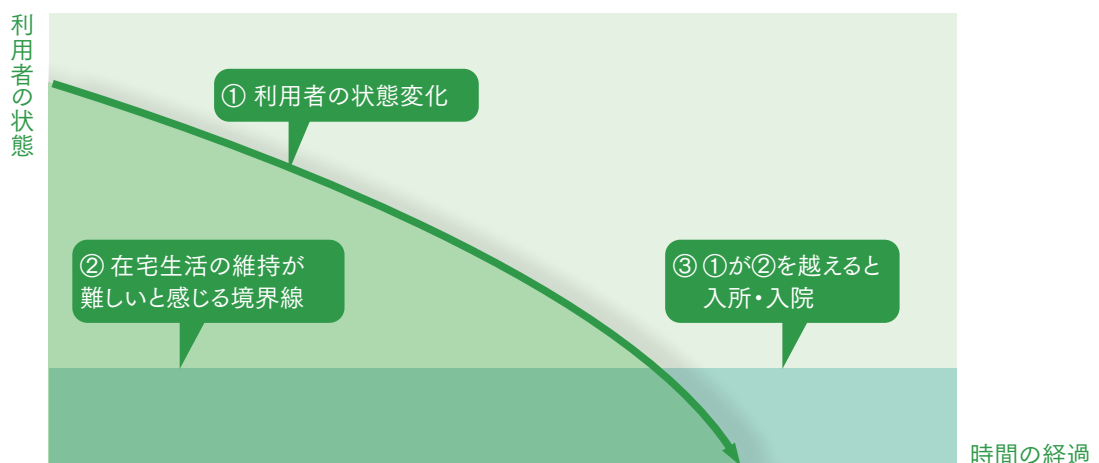 利用者の状態
① 利用者の状態変化
② 在宅生活の維持が
難しいと感じる境界線
③ ①が②を越えると
入所・入院
時間の経過